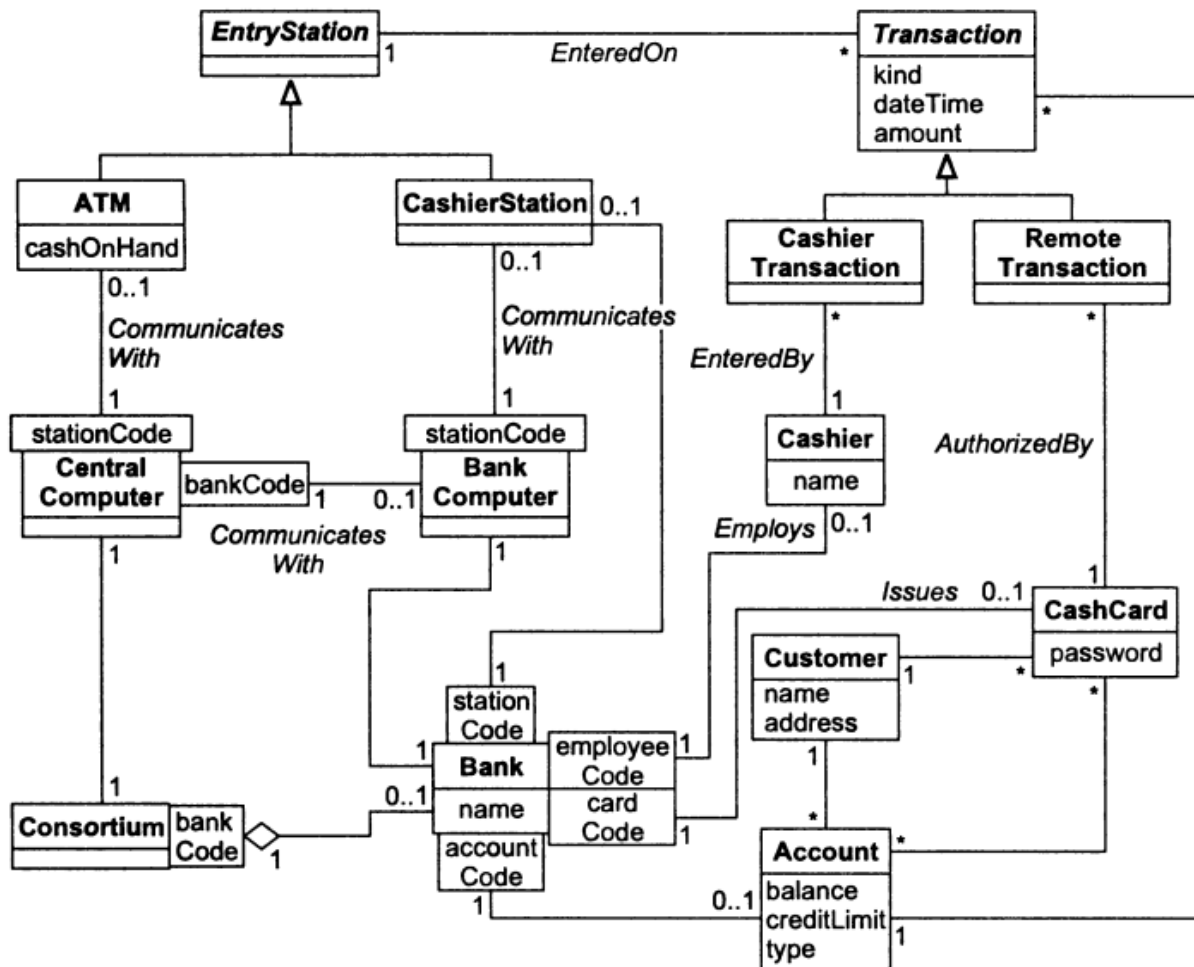 EntryStation
1
EnteredOn
*
Transaction
kind
dateTime
amount
*
ATM
cashOnHand
0..1
Communicates
With
1
stationCode
Central
Computer
bankCode
1
0..1
Communicates
With
1
CashierStation
0..1
0..1
Communicates
With
1
stationCode
Bank
Computer
1
Cashier
Transaction
*
EnteredBy
1
Cashier
name
0..1
Employs
Remote
Transaction
*
AuthorizedBy
1
Issues
0..1
CashCard
password
*
*
Customer
name
address
1
1
1
station
Code
1
Bank
name
0..1
employee
Code
1
card
Code
1
account
Code
1
1
Consortium
bank
Code
1
*
*
Account
balance
creditLimit
type
0..1
1